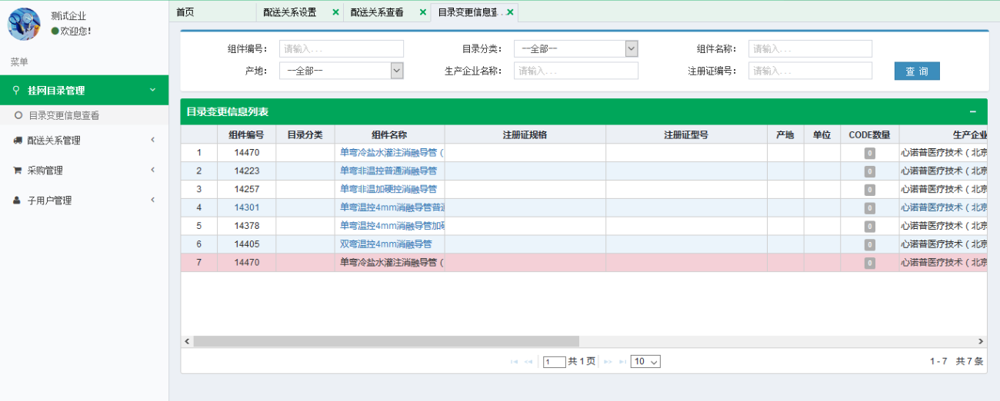 测试企业
欢迎您!
菜单
挂网目录管理
目录变更信息查看
配送关系管理
采购管理
子用户管理
首页 配送关系设置 配送关系查看 目录变更信息查...
组件编号: 请输入... 目录分类: --全部-- 组件名称: 请输入...
产地: --全部-- 生产企业名称: 请输入... 注册证编号: 请输入... 查 询
目录变更信息列表
组件编号 目录分类 组件名称 注册证规格 注册证型号 产地 单位 CODE数量 生产企业
1 14470 单弯冷盐水灌注消融导管( 0 心诺普医疗技术(北京
2 14223 单弯非温控普通消融导管 0 心诺普医疗技术(北京
3 14257 单弯非温加硬控消融导管 0 心诺普医疗技术(北京
4 14301 单弯温控4mm消融导管普通 0 心诺普医疗技术(北京
5 14378 单弯温控4mm消融导管加硬 0 心诺普医疗技术(北京
6 14405 双弯温控4mm消融导管 0 心诺普医疗技术(北京
7 14470 单弯冷盐水灌注消融导管( 0 心诺普医疗技术(北京
1 共 1 页 10 1 - 7 共 7 条